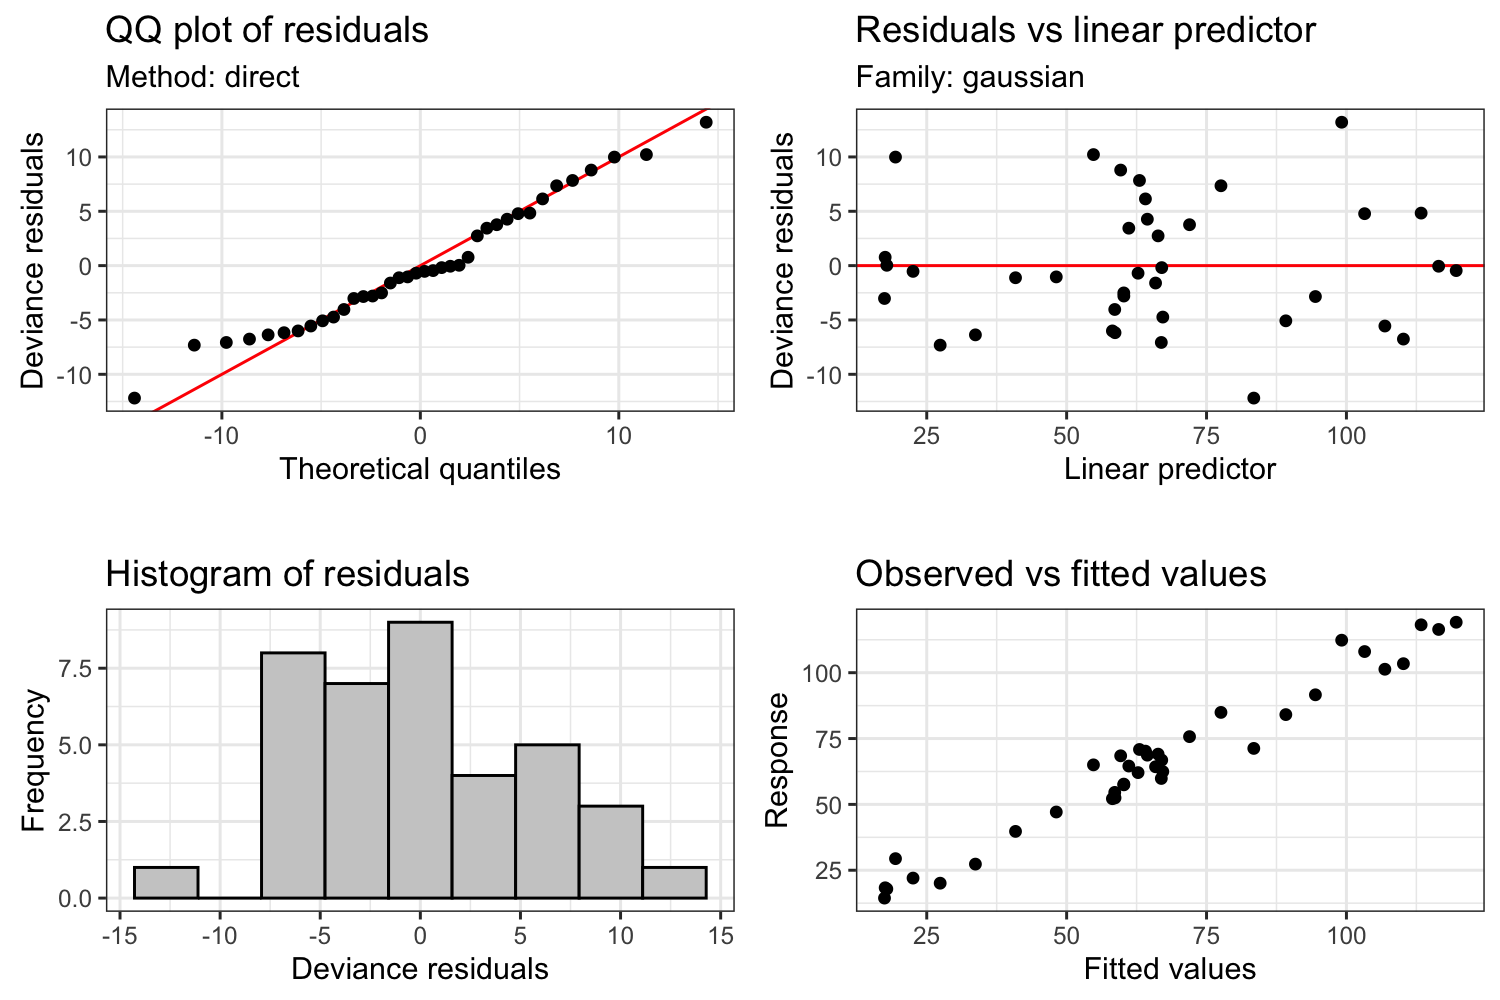 QQ plot of residuals
Method: direct
Deviance residuals
10
5
0
-5
-10
-10
0
10
Theoretical quantiles
Residuals vs linear predictor
Family: gaussian
Deviance residuals
10
5
0
-5
-10
25
50
75
100
Linear predictor
Histogram of residuals
Frequency
7.5
5.0
2.5
0.0
-15
-10
-5
0
5
10
15
Deviance residuals
Observed vs fitted values
Response
100
75
50
25
25
50
75
100
Fitted values